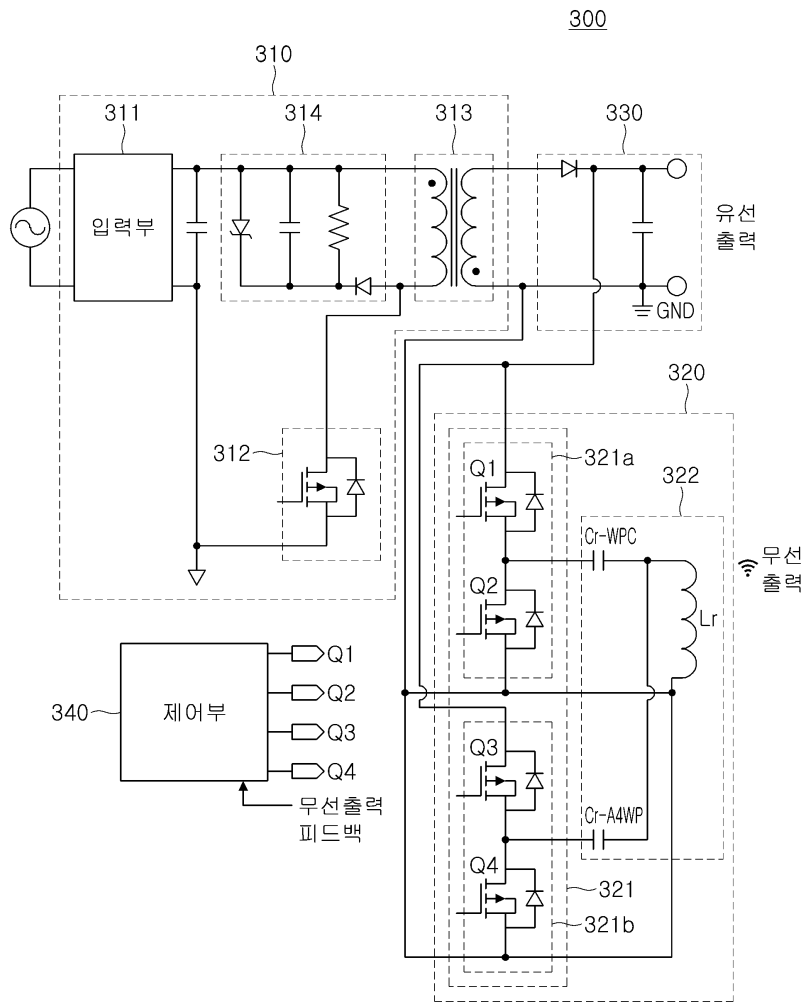 300
310
311
314
313
330
입력부
유선
출력
GND
312
320
321a
322
Q1
Cr-WPC
무선
출력
Q2
Lr
340
제어부
Q1
Q2
Q3
Q4
무선출력
피드백
Q3
Cr-A4WP
Q4
321
321b